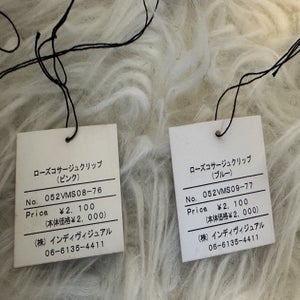 ローズコサージュクリップ
(ピンク)
No. 052VMS08-76
Price ¥2,100
(本体価格¥2,000)
(株) インディヴィジュアル
06-6135-4411
ローズコサージュクリップ
(ブルー)
No. 052VMS09-77
Price ¥2,100
(本体価格¥2,000)
(株) インディヴィジュアル
06-6135-4411